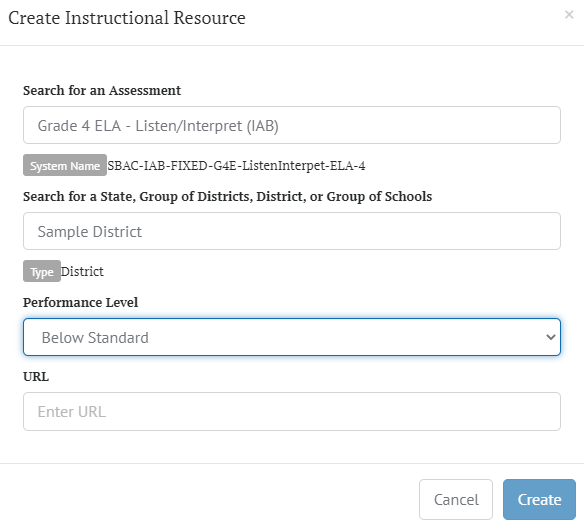 Create Instructional Resource
×
Search for an Assessment
Grade 4 ELA - Listen/Interpret (IAB)
System Name SBAC-IAB-FIXED-G4E-ListenInterpet-ELA-4
Search for a State, Group of Districts, District, or Group of Schools
Sample District
Type District
Performance Level
Below Standard
URL
Enter URL
Cancel Create